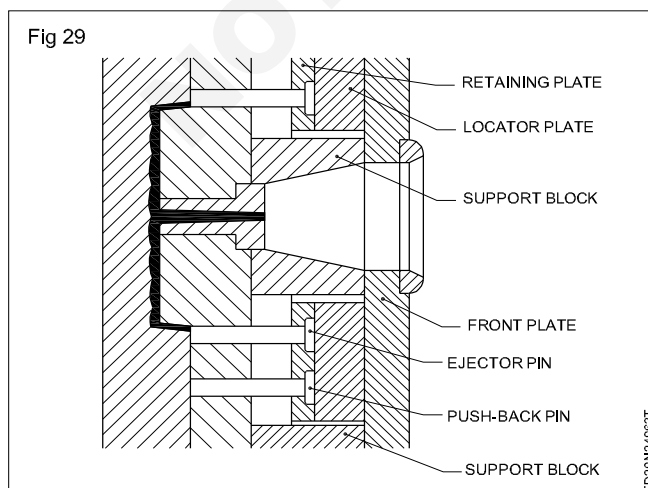 Fig 29
RETAINING PLATE
LOCATOR PLATE
SUPPORT BLOCK
FRONT PLATE
EJECTOR PIN
PUSH-BACK PIN
SUPPORT BLOCK